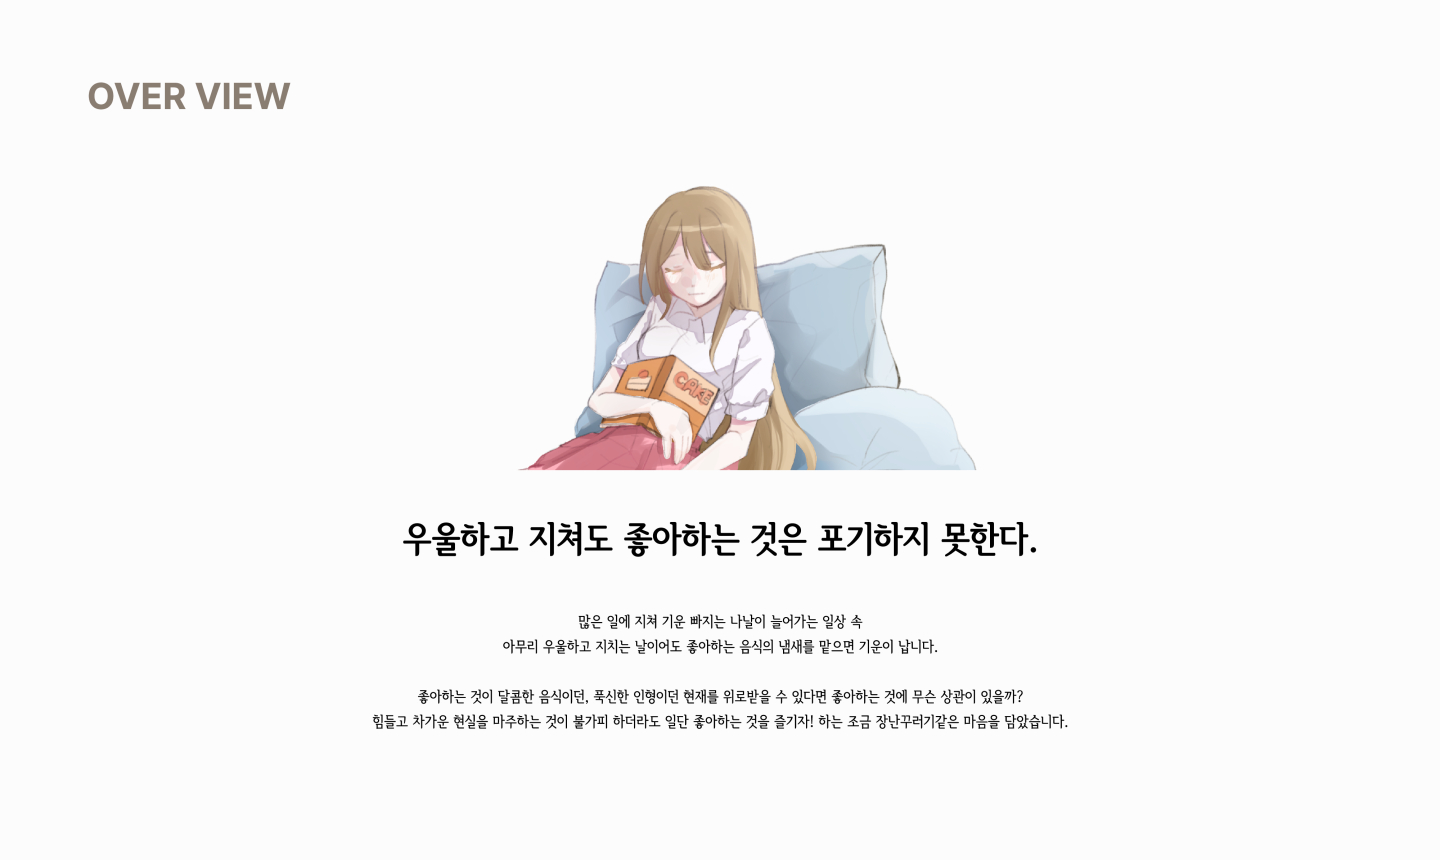 OVER VIEW
CAKE
우울하고 지쳐도 좋아하는 것은 포기하지 못한다.
많은 일에 지쳐 기운 빠지는 나날이 늘어가는 일상 속
아무리 우울하고 지치는 날이어도 좋아하는 음식의 냄새를 맡으면 기운이 납니다.
좋아하는 것이 달콤한 음식이던, 푹신한 인형이던 현재를 위로받을 수 있다면 좋아하는 것에 무슨 상관이 있을까?
힘들고 차가운 현실을 마주하는 것이 불가피 하더라도 일단 좋아하는 것을 즐기자! 하는 조금 장난꾸러기같은 마음을 담았습니다.